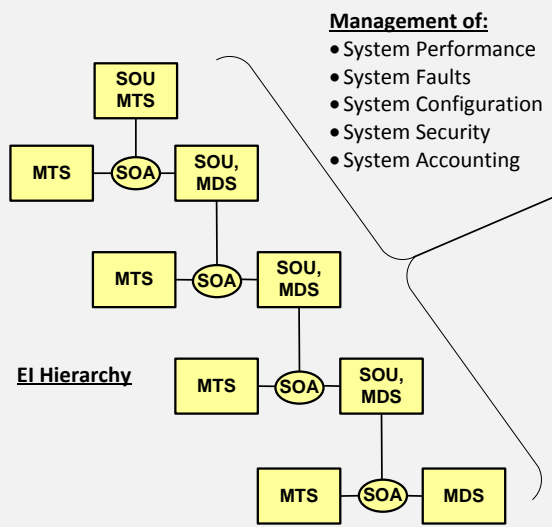 Management of:
• System Performance
• System Faults
• System Configuration
• System Security
• System Accounting
SOU
MTS
MTS
SOA
SOU,
MDS
MTS
SOA
SOU,
MDS
EI Hierarchy
MTS
SOA
SOU,
MDS
MTS
SOA
MDS